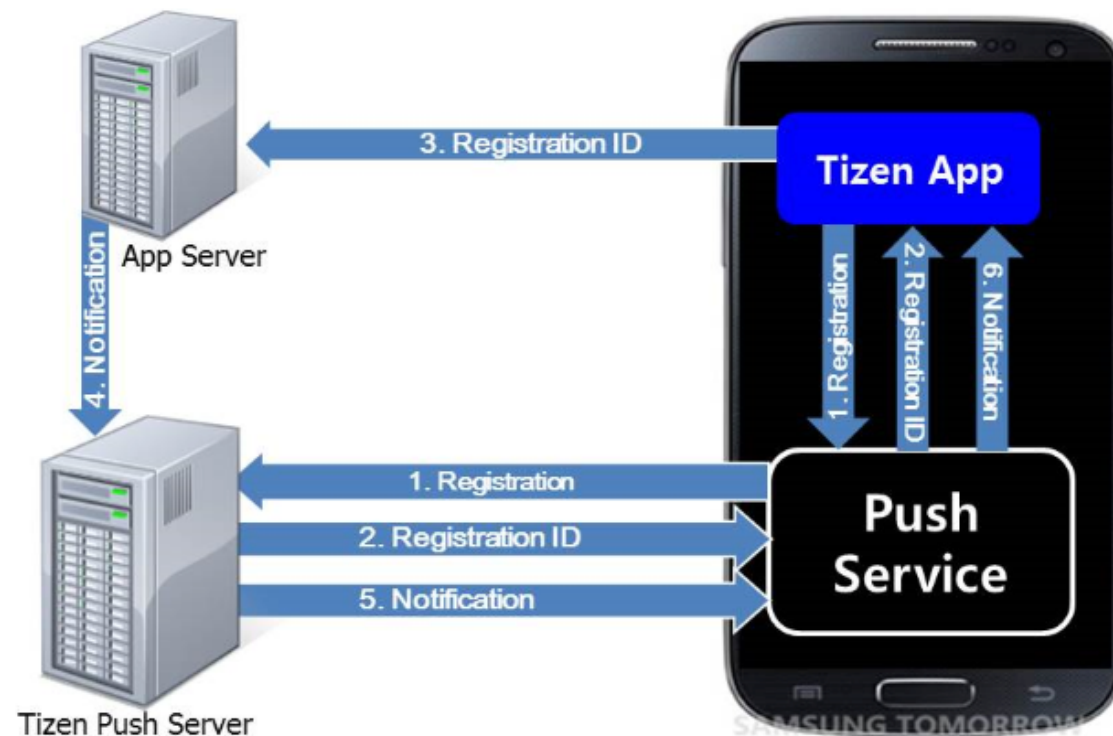 3. Registration ID
Tizen App
App Server
4. Notification
1. Registration
2. Registration ID
6. Notification
1. Registration
2. Registration ID
5. Notification
Push
Service
Tizen Push Server
SAMSUNG TOMORROW